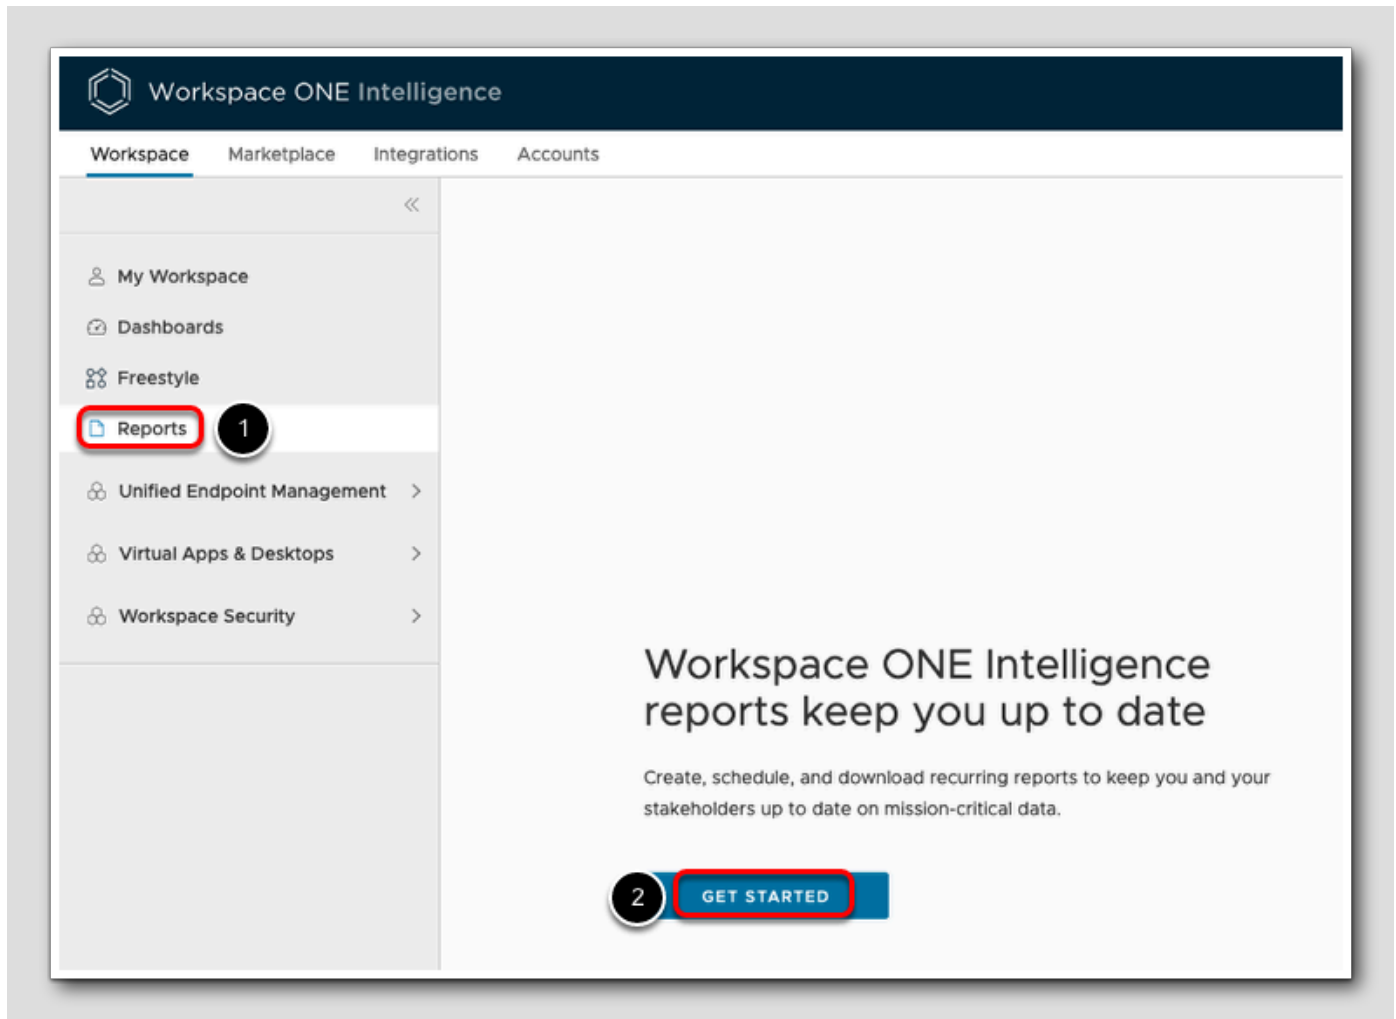 Workspace ONE Intelligence
Workspace Marketplace Integrations Accounts
My Workspace
Dashboards
Freestyle
Reports 1
Unified Endpoint Management
Virtual Apps & Desktops
Workspace Security
Workspace ONE Intelligence
reports keep you up to date
Create, schedule, and download recurring reports to keep you and your
stakeholders up to date on mission-critical data.
2 GET STARTED